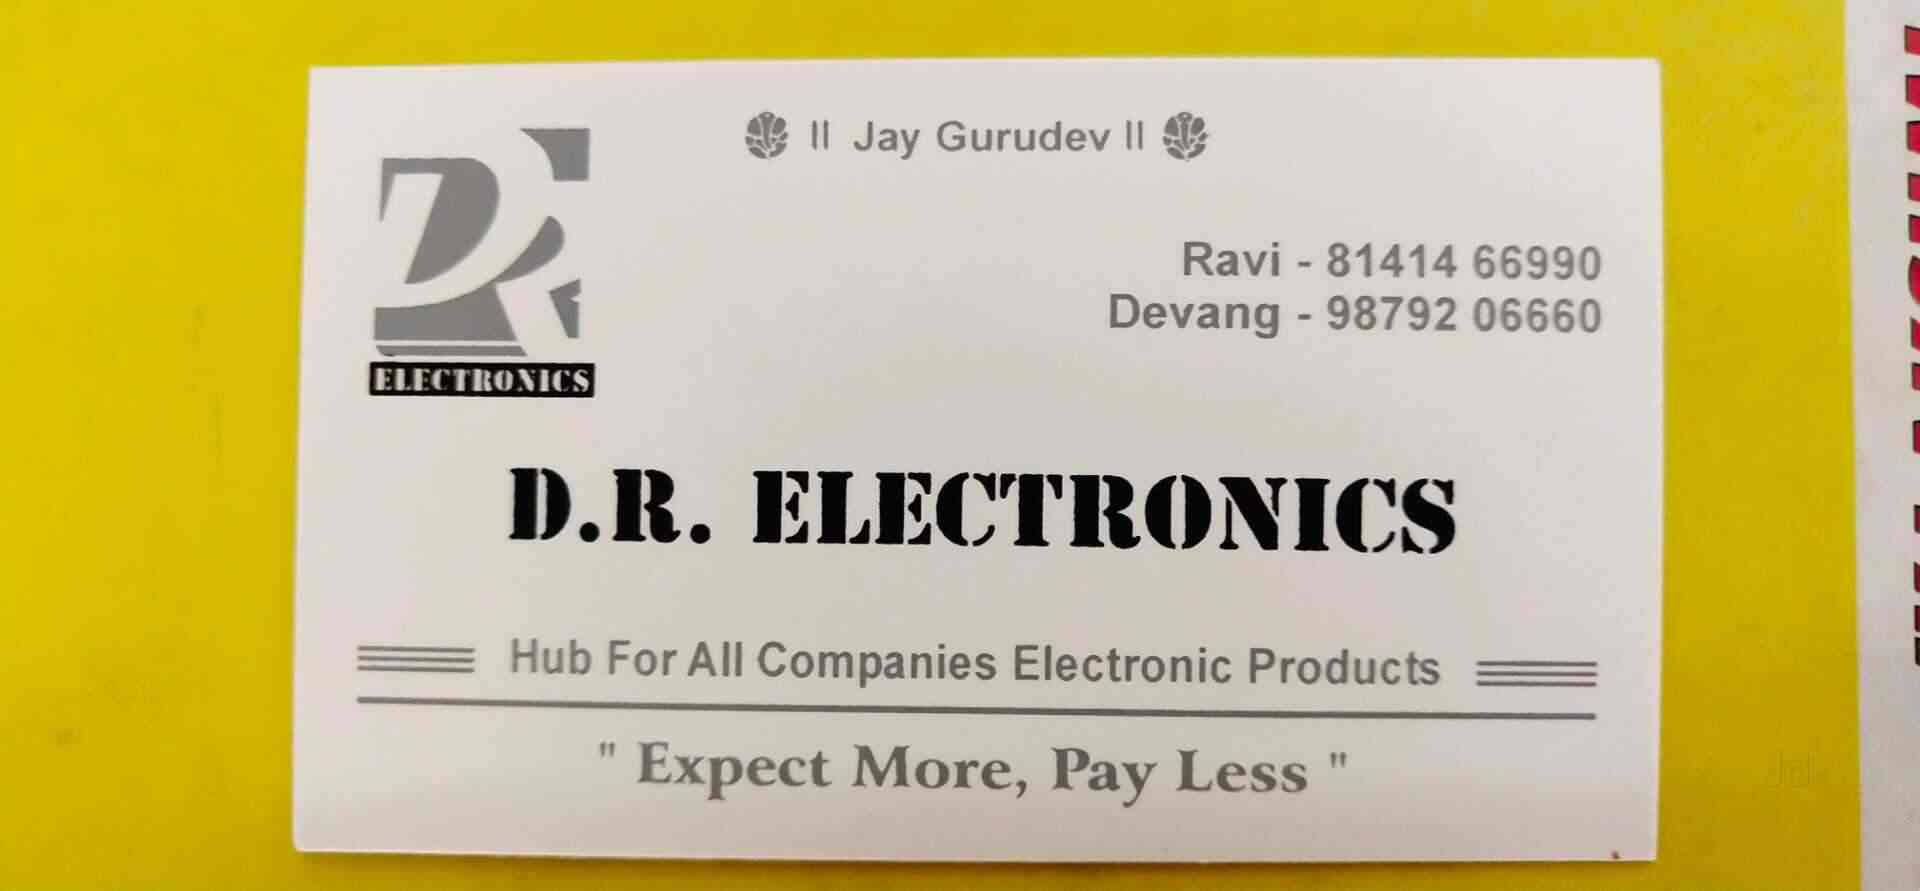 II Jay Gurudev II
Ravi - 81414 66990
Devang - 98792 06660
DR
ELECTRONICS
D.R. ELECTRONICS
Hub For All Companies Electronic Products
" Expect More, Pay Less "